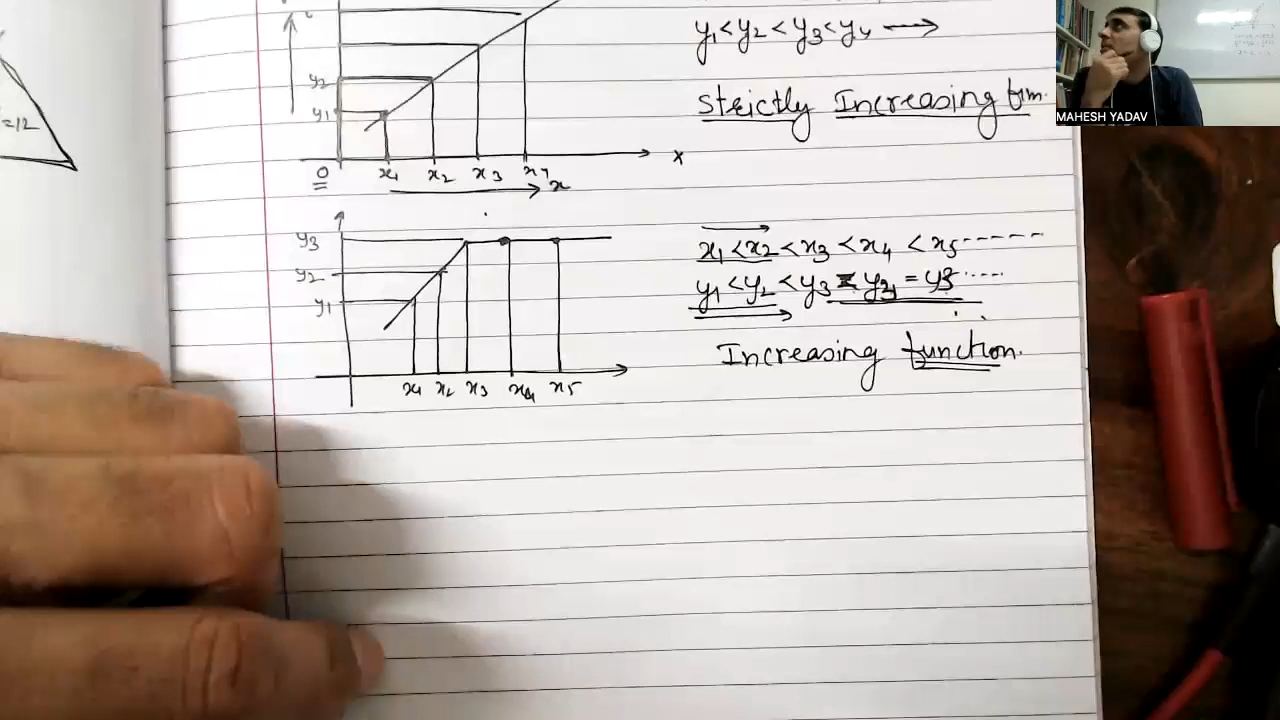 y1<y2<y3<y4 ⟶
Strictly Increasing fun.
MAHESH YADAV
=12
y2
y1
0 x1 x2 x3 x4 x
x
y3
y2
y1
x1 x2 x3 x4 x5
x1<x2<x3<x4<x5------
y1<y2<y3=y3=y3....
Increasing function.